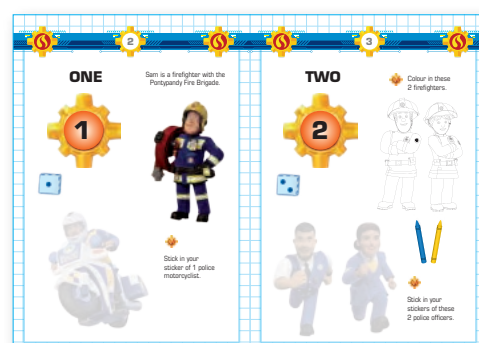 2
ONE
Sam is a firefighter with the
Pontypandy Fire Brigade.
1
Stick in your
sticker of 1 police
motorcyclist.
3
TWO
Colour in these
2 firefighters.
2
Stick in your
stickers of these
2 police officers.